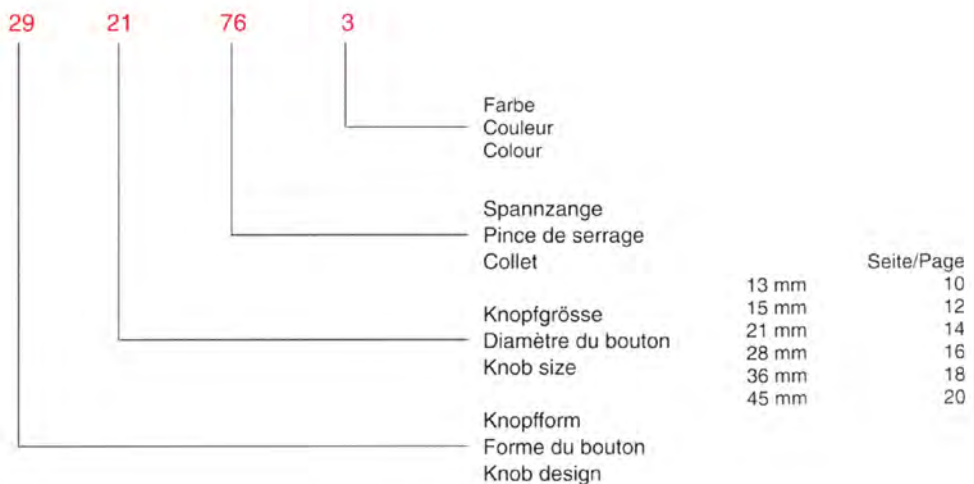 29 21 76 3
Farbe
Couleur
Colour
Spannzange
Pince de serrage
Collet
Seite/Page
13 mm 10
15 mm 12
21 mm 14
28 mm 16
36 mm 18
45 mm 20
Knopfgrösse
Diamètre du bouton
Knob size
Knopfform
Forme du bouton
Knob design